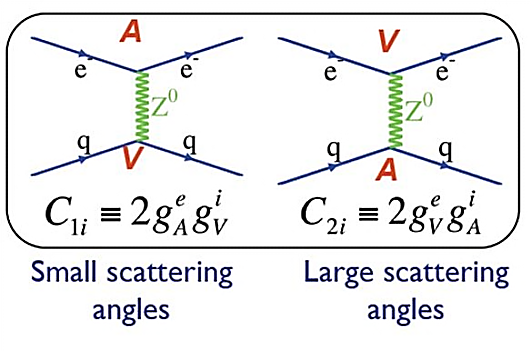 A V
e⁻ e⁻ e⁻ e⁻
Z⁰ Z⁰
q q q q
V A
C₁ᵢ ≡ 2gₐᵉgᵥⁱ C₂ᵢ ≡ 2gᵥᵉgₐⁱ
Small scattering
angles
Large scattering
angles